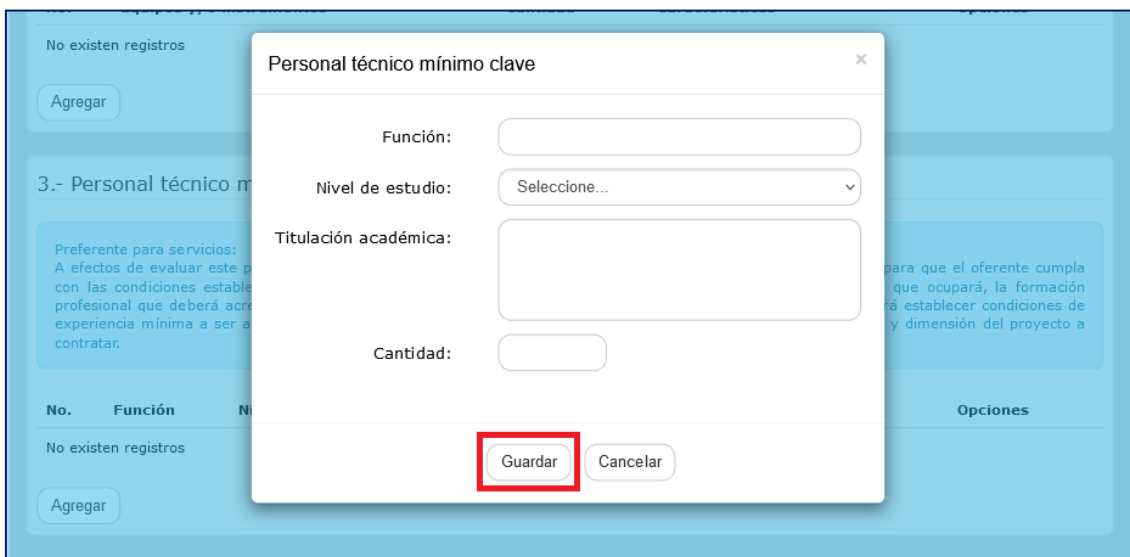 No existen registros
Agregar
Personal técnico mínimo clave
×
Función:
Nivel de estudio: Seleccione...
Titulación académica:
Cantidad:
Guardar Cancelar
3.- Personal técnico m
Preferente para servicios:
A efectos de evaluar este p para que el oferente cumpla
con las condiciones estable que ocupará, la formación
profesional que deberá acre rá establecer condiciones de
experiencia mínima a ser a y dimensión del proyecto a
contratar.
No. Función Ni Opciones
No existen registros
Agregar